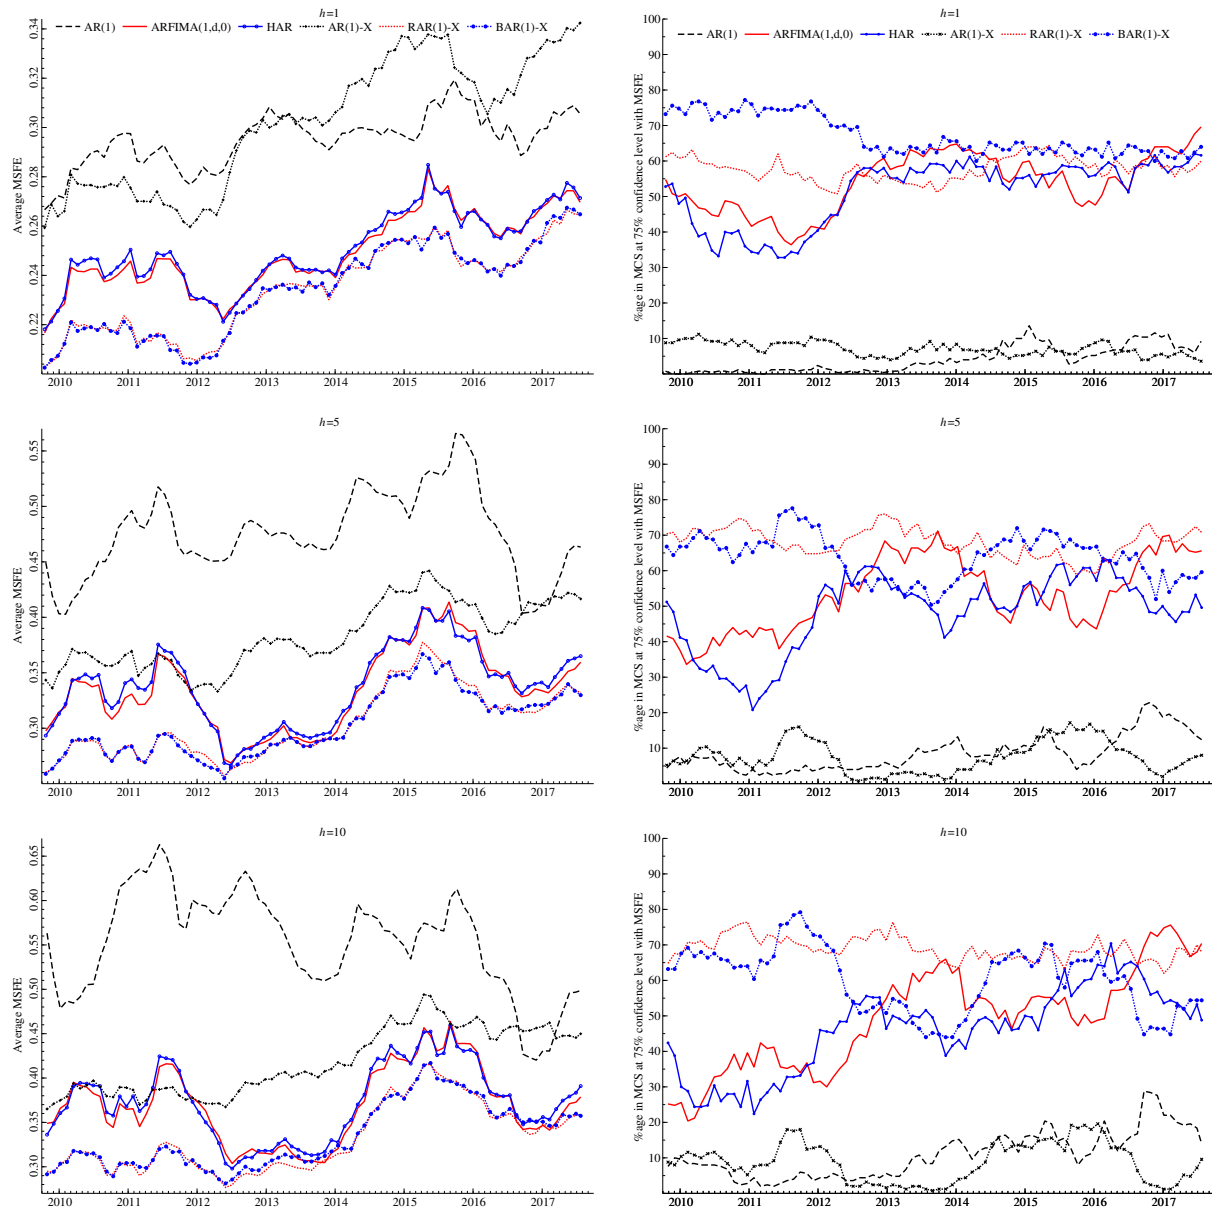 h=1
AR(1) ARFIMA(1,d,0) HAR AR(1)-X RAR(1)-X BAR(1)-X
Average MSFE
0.34
0.32
0.30
0.28
0.26
0.24
0.22
2010 2011 2012 2013 2014 2015 2016 2017
h=1
AR(1) ARFIMA(1,d,0) HAR AR(1)-X RAR(1)-X BAR(1)-X
%age in MCS at 75% confidence level with MSFE
100
90
80
70
60
50
40
30
20
10
2010 2011 2012 2013 2014 2015 2016 2017
h=5
Average MSFE
0.55
0.50
0.45
0.40
0.35
0.30
2010 2011 2012 2013 2014 2015 2016 2017
h=5
%age in MCS at 75% confidence level with MSFE
100
90
80
70
60
50
40
30
20
10
2010 2011 2012 2013 2014 2015 2016 2017
h=10
Average MSFE
0.65
0.60
0.55
0.50
0.45
0.40
0.35
0.30
2010 2011 2012 2013 2014 2015 2016 2017
h=10
%age in MCS at 75% confidence level with MSFE
100
90
80
70
60
50
40
30
20
10
2010 2011 2012 2013 2014 2015 2016 2017